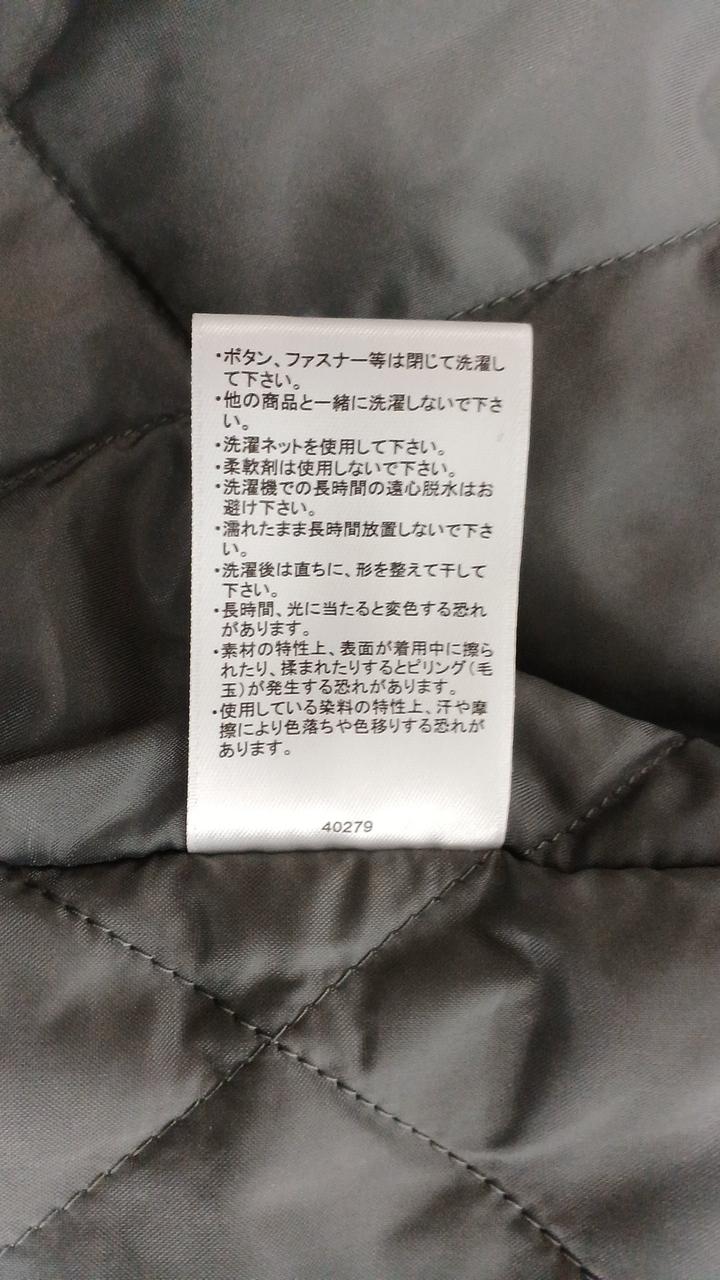 ・ボタン、ファスナー等は閉じて洗濯し
て下さい。
・他の商品と一緒に洗濯しないで下さ
い。
・洗濯ネットを使用して下さい。
・柔軟剤は使用しないで下さい。
・洗濯機での長時間の遠心脱水はお
避け下さい。
・濡れたまま長時間放置しないで下さ
い。
・洗濯後は直ちに、形を整えて干して
下さい。
・長時間、光に当たると変色する恐れ
があります。
・素材の特性上、表面が着用中に擦ら
れたり、揉まれたりするとピリング(毛
玉)が発生する恐れがあります。
・使用している染料の特性上、汗や摩
擦により色落ちや色移りする恐れが
あります。
40279